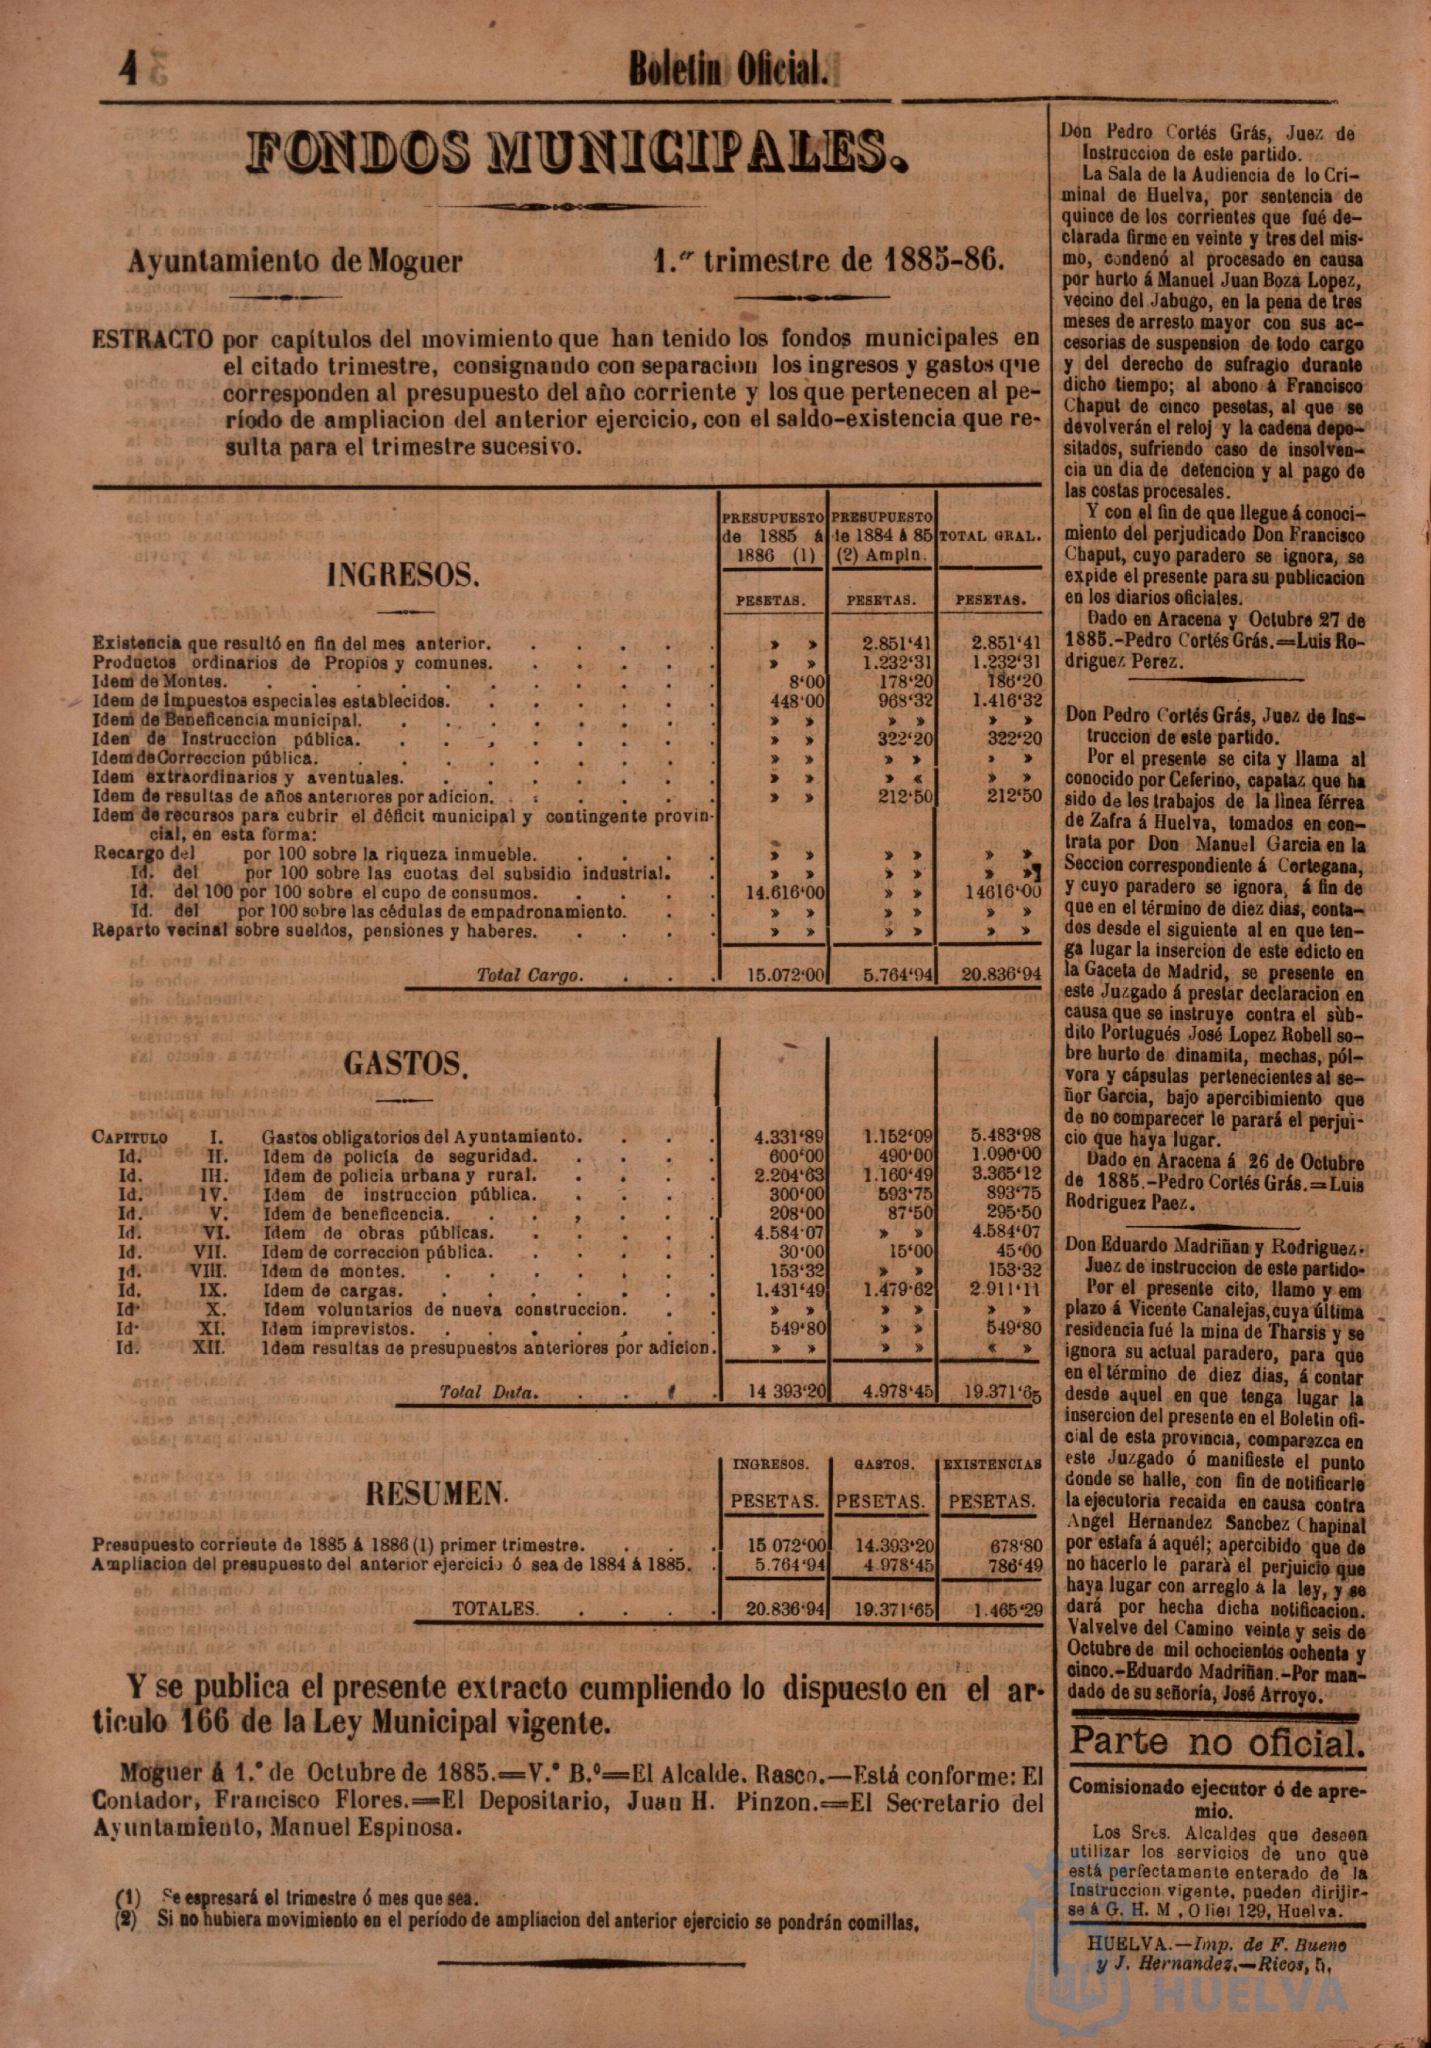 4
Boletin Oficial.
FONDOS MUNICIPALES.
Ayuntamiento de Moguer 1.er trimestre de 1885-86.
ESTRACTO por capítulos del movimiento que han tenido los fondos municipales en
el citado trimestre, consignando con separacion los ingresos y gastos que
corresponden al presupuesto del año corriente y los que pertenecen al pe-
ríodo de ampliacion del anterior ejercicio, con el saldo-existencia que re-
sulta para el trimestre sucesivo.
INGRESOS.
PRESUPUESTO de 1885 á 1886 (1) PESETAS.
PRESUPUESTO de 1884 á 85 (2) Ampln. PESETAS.
TOTAL GRAL. PESETAS.
Existencia que resultó en fin del mes anterior. » » 2.851‘41 2.851‘41
Productos ordinarios de Propios y comunes. » » 1.232‘31 1.232‘31
Idem de Montes. 8‘00 178‘20 186‘20
Idem de Impuestos especiales establecidos. 448‘00 968‘32 1.416‘32
Idem de Beneficencia municipal. » » » » » »
Iden de Instruccion pública. » » 322‘20 322‘20
Idem de Correccion pública. » » » » » »
Idem extraordinarios y aventuales. » » » « » »
Idem de resultas de años anteriores por adicion. » » 212‘50 212‘50
Idem de recursos para cubrir el déficit municipal y contingente provin-
cial, en esta forma:
Recargo del por 100 sobre la riqueza inmueble. » » » » » »
Id. del por 100 sobre las cuotas del subsidio industrial. » » » » » »
Id. del 100 por 100 sobre el cupo de consumos. 14.616‘00 » » 14616‘00
Id. del por 100 sobre las cédulas de empadronamiento. » » » » » »
Reparto vecinal sobre sueldos, pensiones y haberes. » » » » » »
Total Cargo. 15.072‘00 5.764‘94 20.836‘94
GASTOS.
CAPITULO I. Gastos obligatorios del Ayuntamiento. 4.331‘89 1.152‘09 5.483‘98
Id. II. Idem de policía de seguridad. 600‘00 490‘00 1.090‘00
Id. III. Idem de policia urbana y rural. 2.204‘63 1.160‘49 3.365‘12
Id. IV. Idem de instruccion pública. 300‘00 593‘75 893‘75
Id. V. Idem de beneficencia. 208‘00 87‘50 295‘50
Id. VI. Idem de obras públicas. 4.584‘07 » » 4.584‘07
Id. VII. Idem de correccion pública. 30‘00 15‘00 45‘00
Id. VIII. Idem de montes. 153‘32 » » 153‘32
Id. IX. Idem de cargas. 1.431‘49 1.479‘62 2.911‘11
Id. X. Idem voluntarios de nueva construccion. » » » » » »
Id. XI. Idem imprevistos. 549‘80 » » 549‘80
Id. XII. Idem resultas de presupuestos anteriores por adicion. » » » » « »
Total Data. 14 393‘20 4.978‘45 19.371‘65
RESUMEN.
INGRESOS. GASTOS. EXISTENCIAS
PESETAS. PESETAS. PESETAS.
Presupuesto corriente de 1885 á 1886 (1) primer trimestre. 15 072‘00 14.393‘20 678‘80
Ampliacion del presupuesto del anterior ejercicio ó sea de 1884 á 1885. 5.764‘94 4 978‘45 786‘49
TOTALES. 20.836‘94 19.371‘65 1.465‘29
Y se publica el presente extracto cumpliendo lo dispuesto en el ar-
ticulo 166 de la Ley Municipal vigente.
Moguer á 1.º de Octubre de 1885.=V.º B.º=El Alcalde. Rasco.—Está conforme: El
Contador, Francisco Flores.=El Depositario, Juan H. Pinzon.=El Secretario del
Ayuntamiento, Manuel Espinosa.
(1) Se espresará el trimestre ó mes que sea.
(2) Si no hubiera movimiento en el período de ampliacion del anterior ejercicio se pondrán comillas.
Don Pedro Cortés Grás, Juez de
Instruccion de este partido.
La Sala de la Audiencia de lo Cri-
minal de Huelva, por sentencia de
quince de los corrientes que fué de-
clarada firme en veinte y tres del mis-
mo, condenó al procesado en causa
por hurto á Manuel Juan Boza Lopez,
vecino del Jabugo, en la pena de tres
meses de arresto mayor con sus ac-
cesorias de suspension de todo cargo
y del derecho de sufragio durante
dicho tiempo; al abono á Francisco
Chaput de cinco pesetas, al que se
devolverán el reloj y la cadena depo-
sitados, sufriendo caso de insolven-
cia un dia de detencion y al pago de
las costas procesales.
Y con el fin de que llegue á conoci-
miento del perjudicado Don Francisco
Chaput, cuyo paradero se ignora, se
expide el presente para su publicacion
en los diarios oficiales.
Dado en Aracena y Octubre 27 de
1885.-Pedro Cortés Grás.=Luis Ro-
driguez Perez.
Don Pedro Cortés Grás, Juez de Ins-
truccion de este partido.
Por el presente se cita y llama al
conocido por Ceferino, capataz que ha
sido de los trabajos de la línea férrea
de Zafra á Huelva, tomados en con-
trata por Don Manuel Garcia en la
Seccion correspondiente á Cortegana,
y cuyo paradero se ignora, á fin de
que en el término de diez dias, conta-
dos desde el siguiente al en que ten-
ga lugar la insercion de este edicto en
la Gaceta de Madrid, se presente en
este Juzgado á prestar declaracion en
causa que se instruye contra el sùb-
dito Portugués José Lopez Robell so-
bre hurto de dinamita, mechas, pól-
vora y cápsulas pertenecientes al se-
ñor Garcia, bajo apercibimiento que
de no comparecer le parará el perjui-
cio que haya lugar.
Dado en Aracena á 26 de Octubre
de 1885.-Pedro Cortés Grás.=Luis
Rodriguez Paez.
Don Eduardo Madriñan y Rodriguez.
Juez de instruccion de este partido-
Por el presente cito, llamo y em
plazo á Vicente Canalejas, cuya última
residencia fué la mina de Tharsis y se
ignora su actual paradero, para que
en el término de diez dias, á contar
desde aquel en que tenga lugar la
insercion del presente en el Boletin ofi-
cial de esta provincia, comparezca en
este Juzgado ó manifieste el punto
donde se halle, con fin de notificarle
la ejecutoria recaida en causa contra
Angel Hernandez Sanchez Chapinal
por estafa á aquél; apercibido que de
no hacerlo le parará el perjuicio que
haya lugar con arreglo á la ley, y se
dará por hecha dicha notificacion.
Valvelve del Camino veinte y seis de
Octubre de mil ochocientos ochenta y
cinco.-Eduardo Madriñan.-Por man-
dado de su señoría, José Arroyo.
Parte no oficial.
Comisionado ejecutor ó de apre-
mio.
Los Sres. Alcaldes que deseen
utilizar los servicios de uno que
está perfectamente enterado de la
Instruccion vigente, pueden dirijir-
se á G. H. M , 129, Huelva.
HUELVA.—Imp. de F. Bueno
y J. Hernandez.—Ricos, 5.
HUELVA